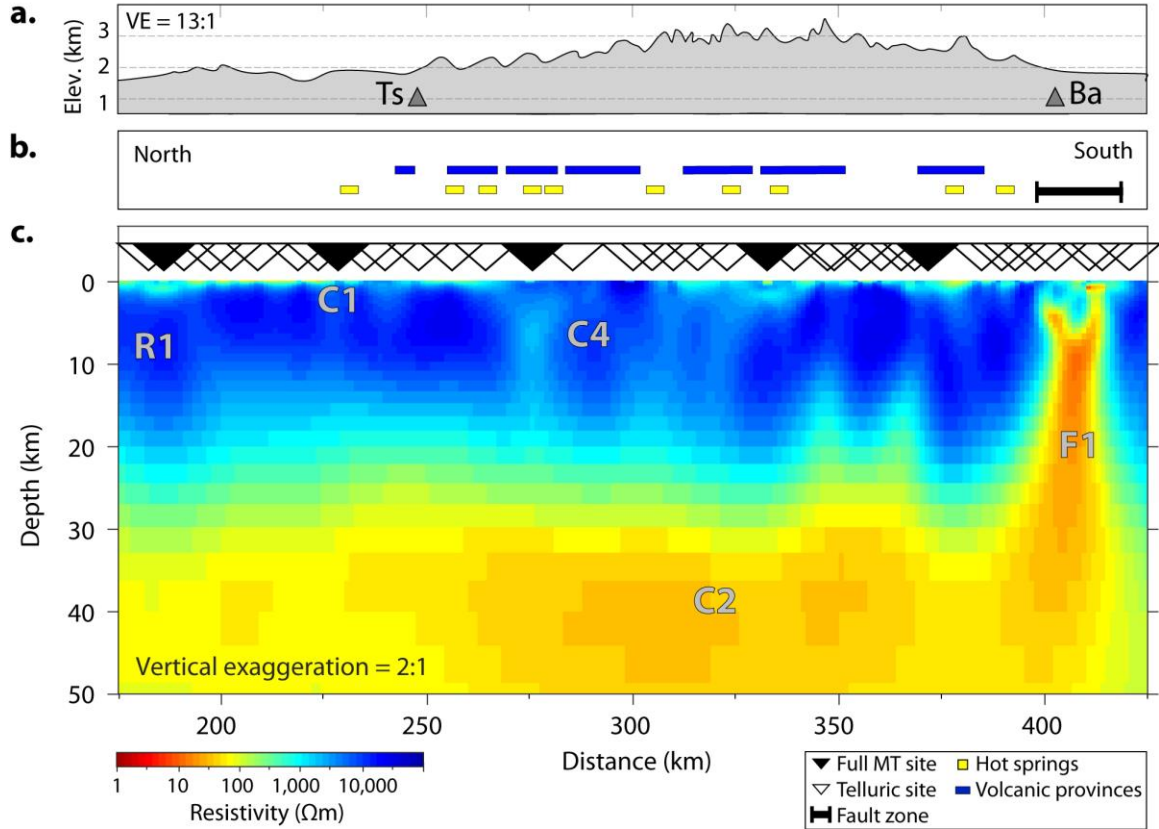 a.
VE = 13:1
Elev. (km)
3
2
1
Ts
Ba
b.
North
South
c.
C1
R1
C4
F1
C2
Depth (km)
0
10
20
30
40
50
Vertical exaggeration = 2:1
200
250
300
350
400
Distance (km)
1
10
100
1,000
10,000
Resistivity (Ωm)
Full MT site
Hot springs
Telluric site
Volcanic provinces
Fault zone